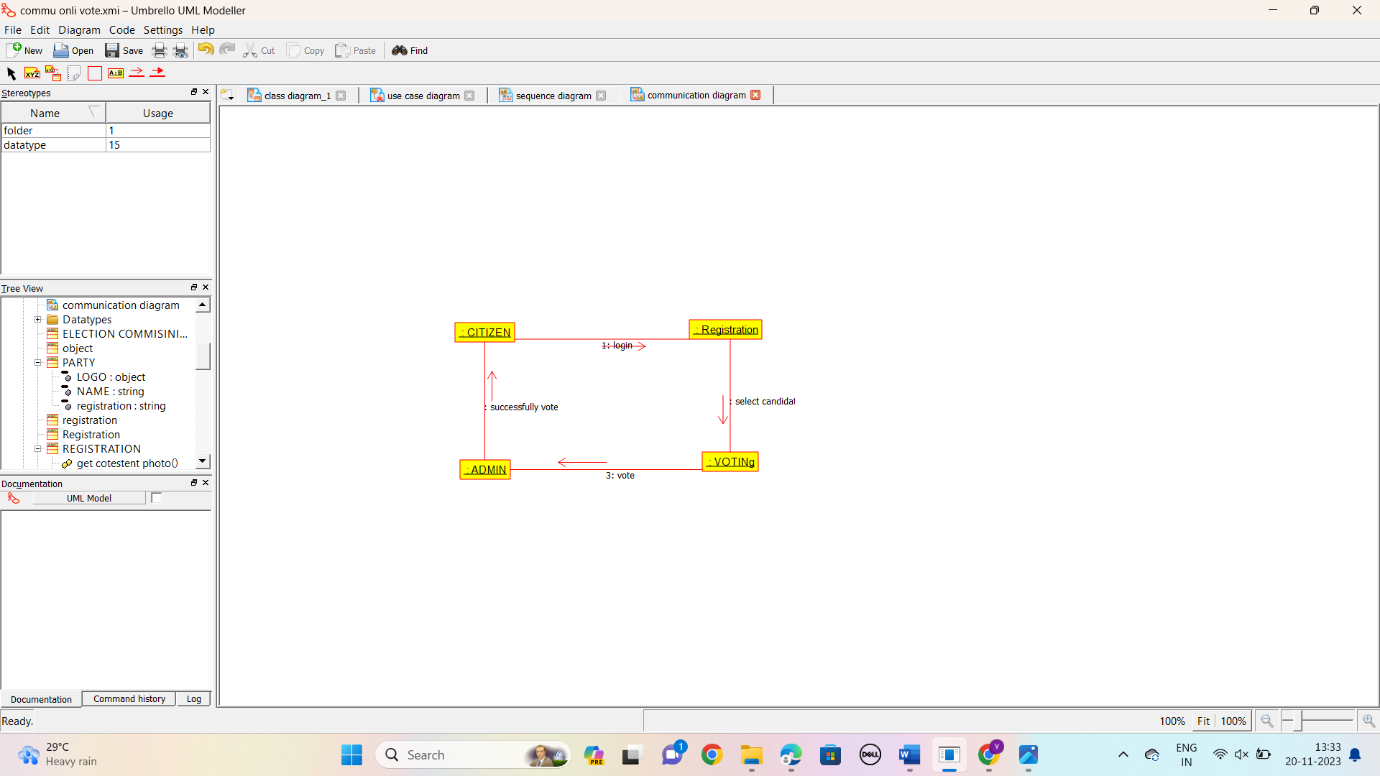 commu onli vote.xmi – Umbrello UML Modeller
File Edit Diagram Code Settings Help
New Open Save Cut Copy Paste Find
XYZ A:B
Stereotypes
Name Usage
folder 1
datatype 15
class diagram_1 use case diagram sequence diagram communication diagram
Tree View
communication diagram
Datatypes
ELECTION COMMISINI...
object
PARTY
LOGO : object
NAME : string
registration : string
registration
Registration
REGISTRATION
get cotestent photo()
Documentation
UML Model
Documentation Command history Log
: CITIZEN
: Registration
1: login
: successfully vote
: select candidat
: ADMIN
: VOTINg
3: vote
Ready.
100% Fit 100%
29°C
Heavy rain
Search
PRE
1
DELL
Y
ENG
IN
13:33
20-11-2023